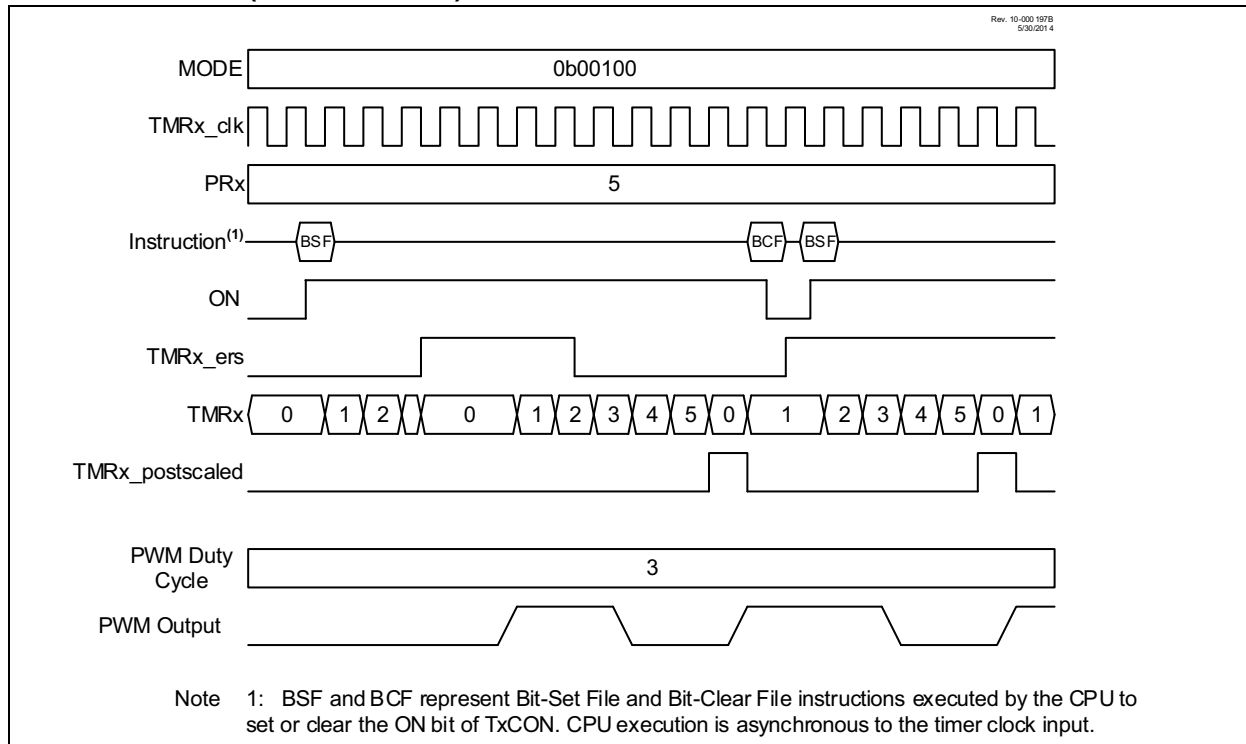 Rev. 10-000 197B
5/30/201 4
MODE
0b00100
TMRx_clk
PRx
5
Instruction(1)
BSF
BCF
BSF
ON
TMRx_ers
TMRx
0 1 2 0 1 2 3 4 5 0 1 2 3 4 5 0 1
TMRx_postscaled
PWM Duty
Cycle
3
PWM Output
Note 1: BSF and BCF represent Bit-Set File and Bit-Clear File instructions executed by the CPU to
set or clear the ON bit of TxCON. CPU execution is asynchronous to the timer clock input.